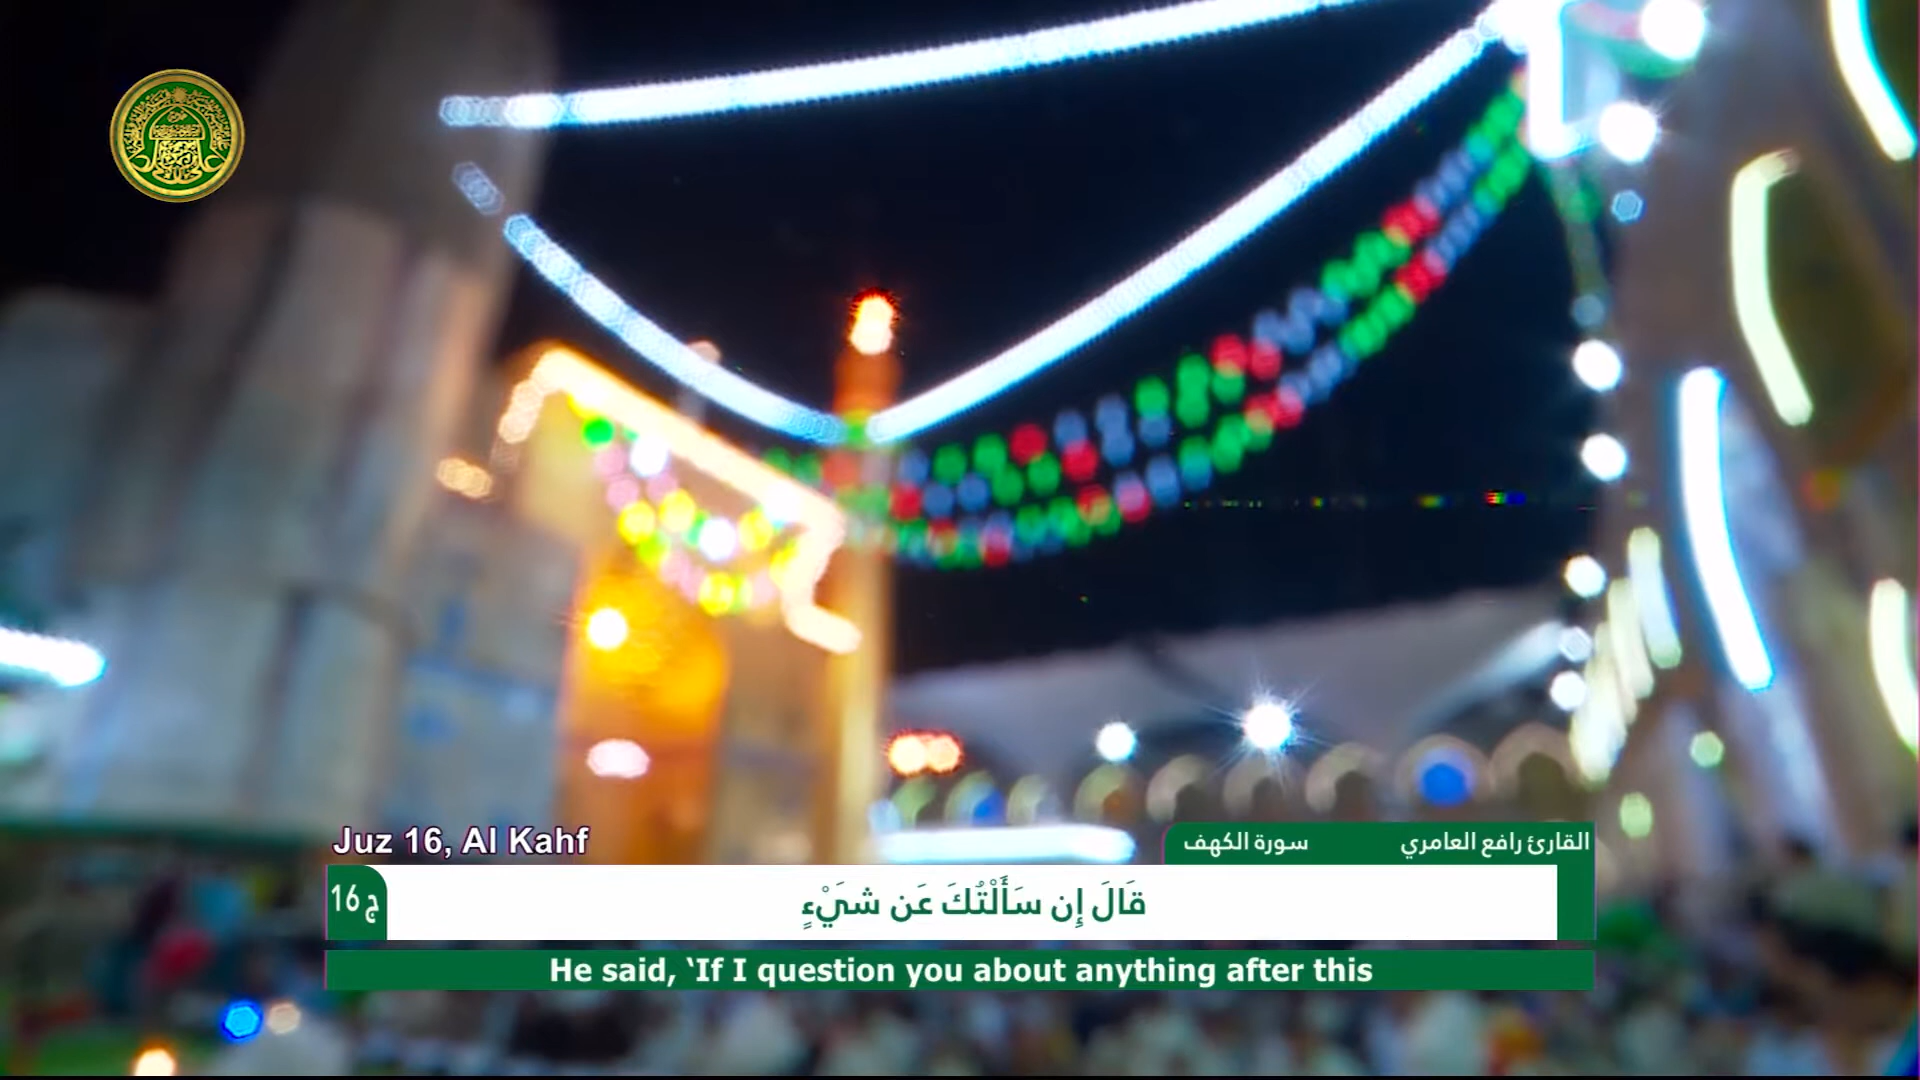 Juz 16, Al Kahf
القارئ رافع العامري
سورة الكهف
ج 16
قَالَ إِن سَأَلْتُكَ عَن شَيْءٍ
He said, ‘If I question you about anything after this